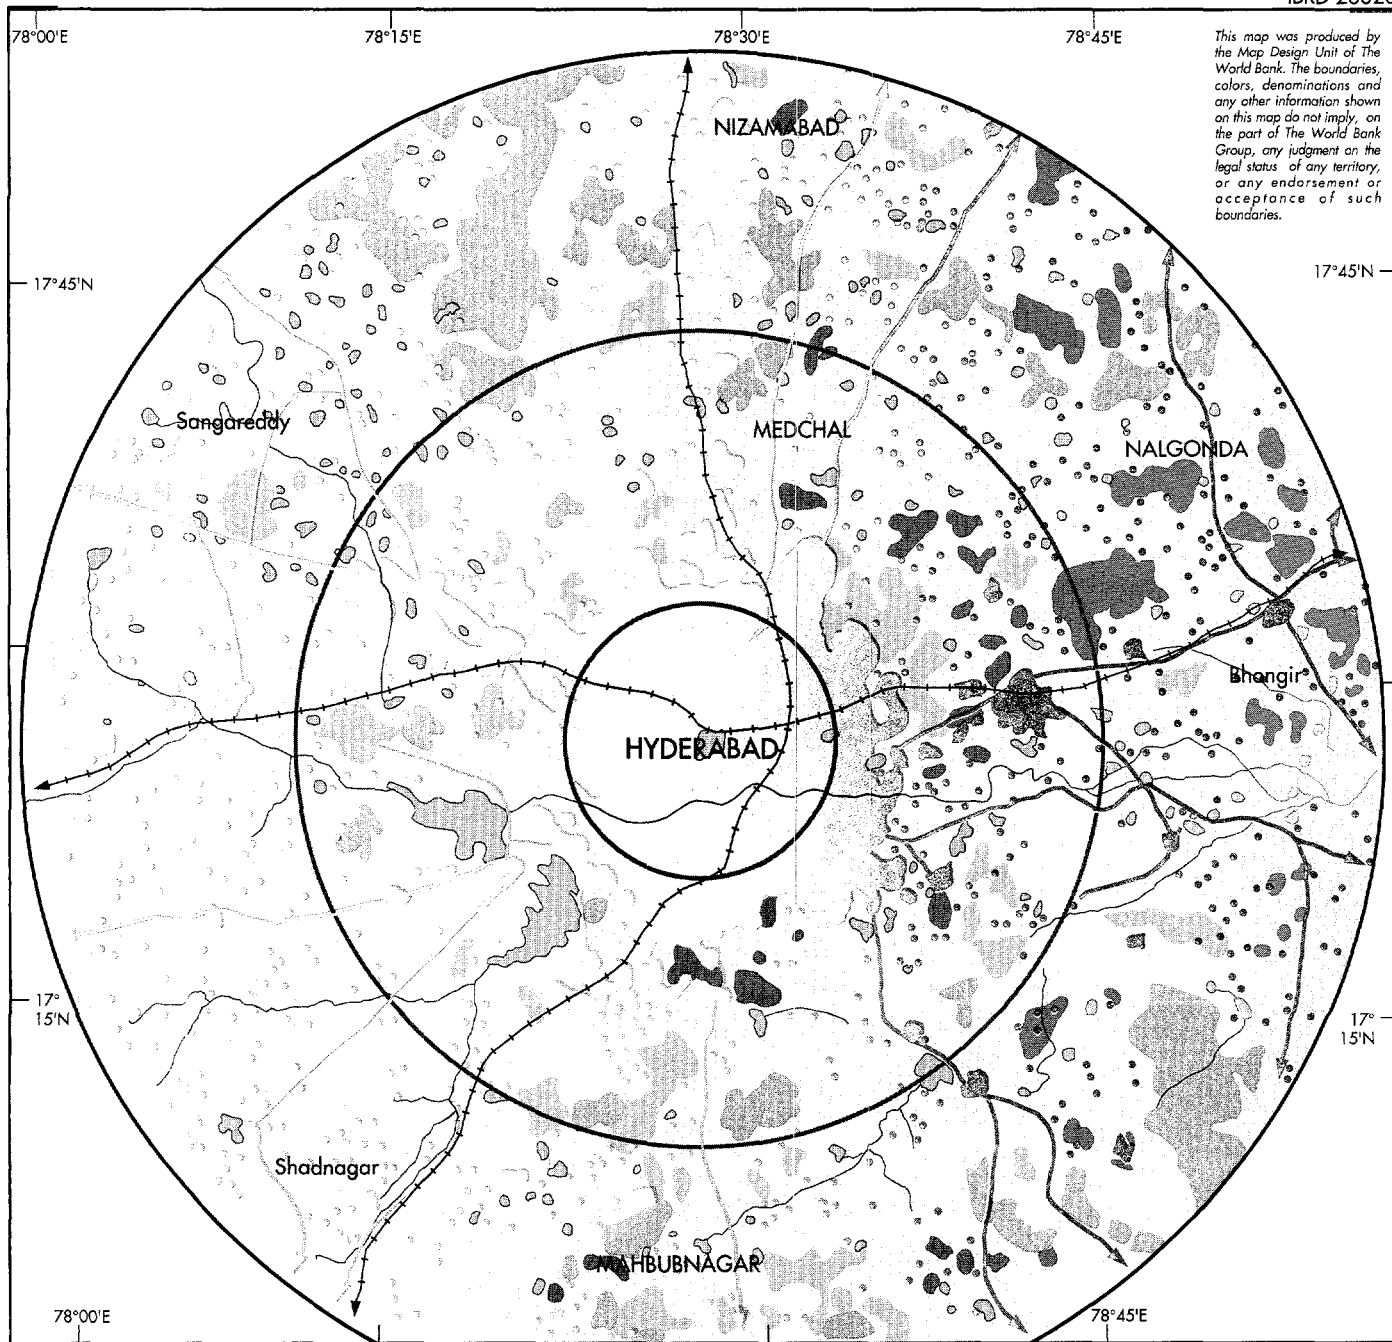 78°00'E
78°15'E
78°30'E
78°45'E
This map was produced by
the Map Design Unit of The
World Bank. The boundaries,
colors, denominations and
any other information shown
on this map do not imply, on
the part of The World Bank
Group, any judgment on the
legal status of any territory,
or any endorsement or
acceptance of such
boundaries.
NIZAMABAD
17°45'N
17°45'N
Sangareddy
MEDCHAL
NALGONDA
Bhongir
HYDERABAD
17°
15'N
17°
15'N
Shadnagar
MAHBUBNAGAR
78°00'E
78°45'E